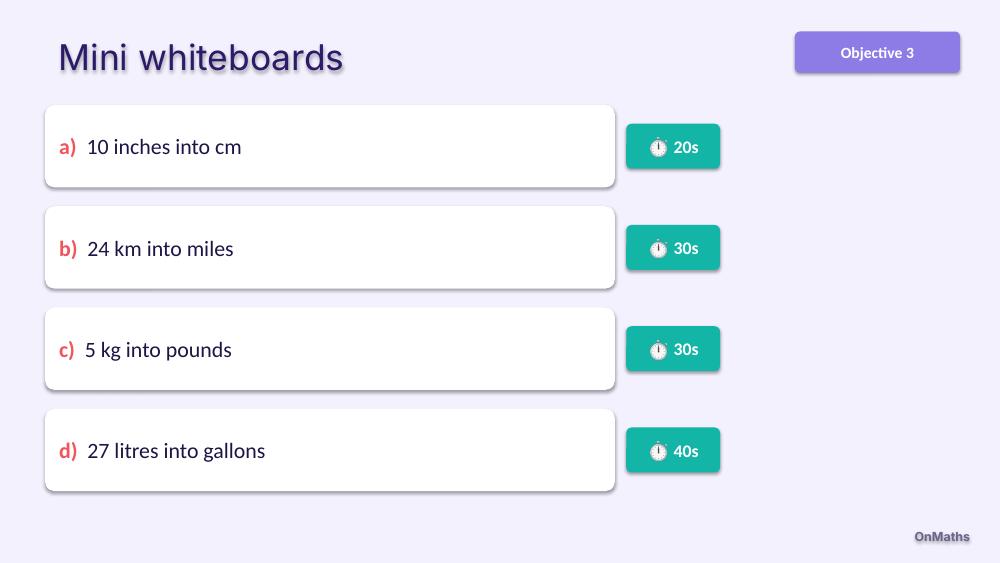 Mini whiteboards
Objective 3
a) 10 inches into cm
⏱ 20s
b) 24 km into miles
⏱ 30s
c) 5 kg into pounds
⏱ 30s
d) 27 litres into gallons
⏱ 40s
OnMaths